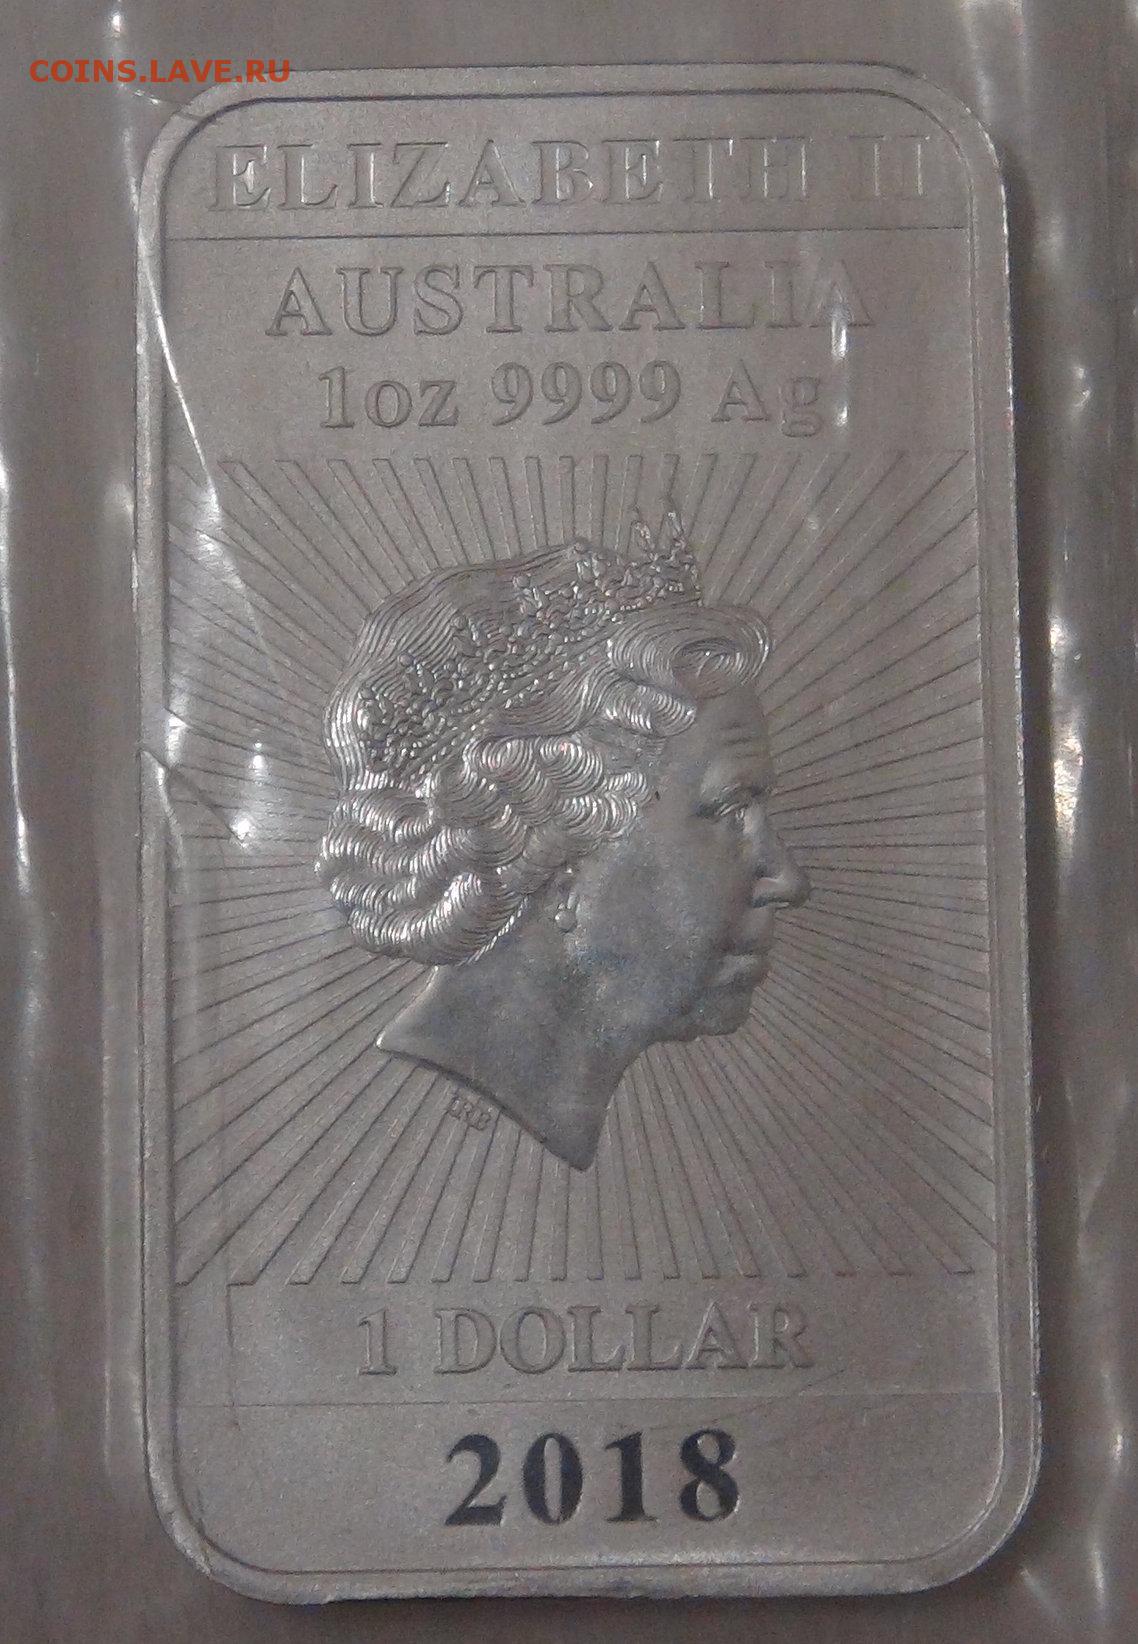 COINS.LAVE.RU
ELIZABETH II
AUSTRALIA
1oz 9999 Ag
IRB
1 DOLLAR
2018